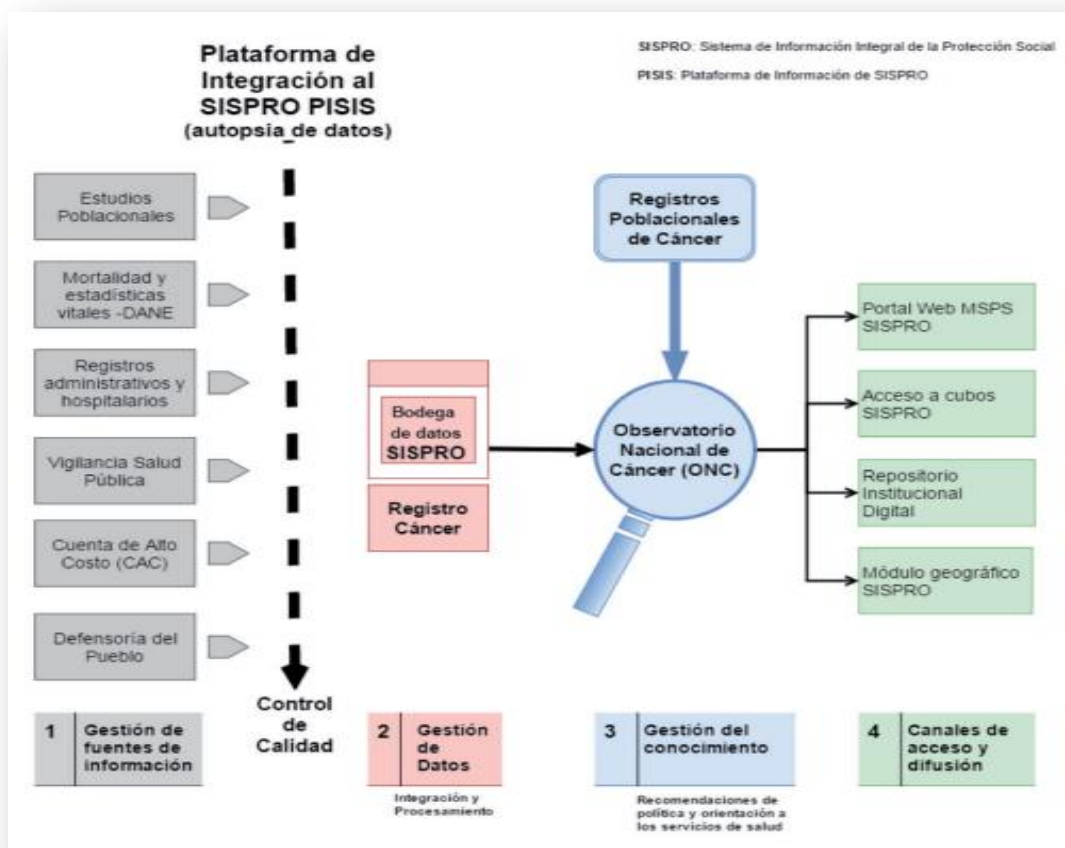 Plataforma de
Integración al
SISPRO PISIS
(autopsia de datos)
SISPRO: Sistema de Información Integral de la Protección Social
PISIS: Plataforma de Información de SISPRO
Estudios
Poblacionales
Mortalidad y
estadísticas
vitales -DANE
Registros
administrativos y
hospitalarios
Vigilancia Salud
Pública
Cuenta de Alto
Costo (CAC)
Defensoría del
Pueblo
Control
de
Calidad
Bodega
de datos
SISPRO
Registro
Cáncer
Registros
Poblacionales
de Cáncer
Observatorio
Nacional de
Cáncer (ONC)
Portal Web MSPS
SISPRO
Acceso a cubos
SISPRO
Repositorio
Institucional
Digital
Módulo geográfico
SISPRO
1 Gestión de
fuentes de
información
2 Gestión
de
Datos
Integración y
Procesamiento
3 Gestión del
conocimiento
Recomendaciones de
política y orientación a
los servicios de salud
4 Canales de
acceso y
difusión